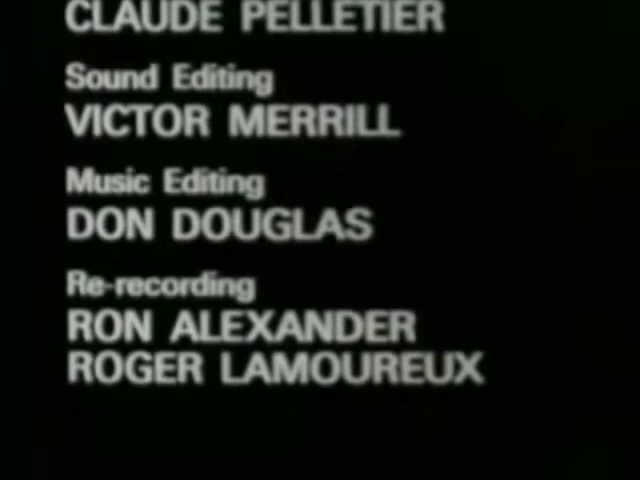 CLAUDE PELLETIER
Sound Editing
VICTOR MERRILL
Music Editing
DON DOUGLAS
Re-recording
RON ALEXANDER
ROGER LAMOUREUX